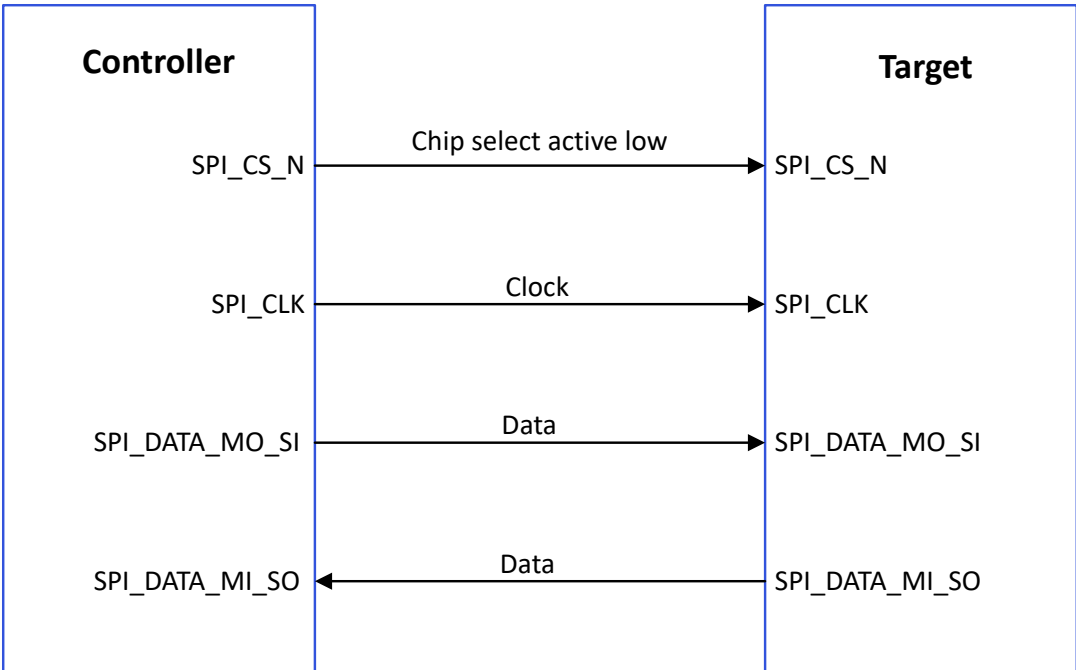 Controller
Target
Chip select active low
SPI_CS_N
SPI_CS_N
Clock
SPI_CLK
SPI_CLK
Data
SPI_DATA_MO_SI
SPI_DATA_MO_SI
Data
SPI_DATA_MI_SO
SPI_DATA_MI_SO